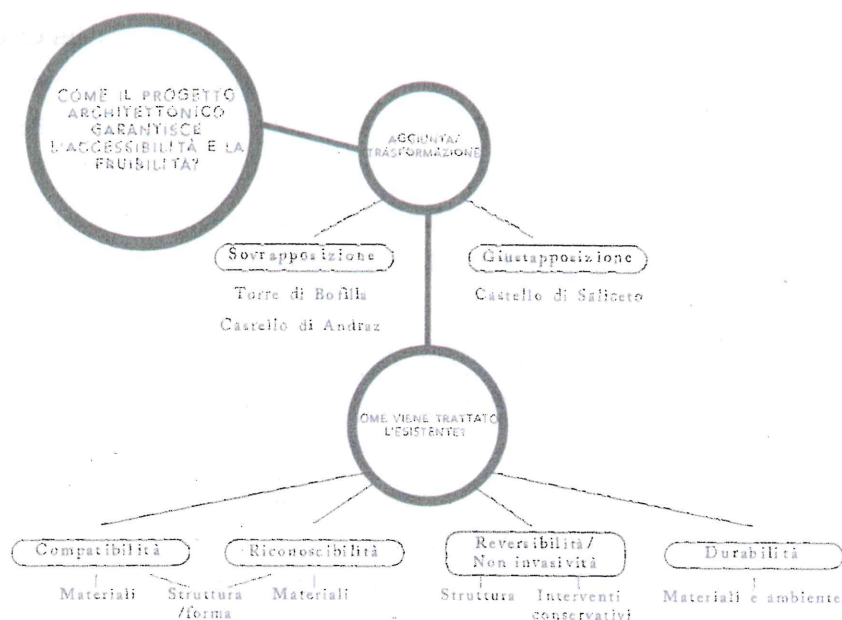 COME IL PROGETTO
ARCHITETTONICO
GARANTISCE
L'ACCESSIBILITÀ E LA
FRUIBILITÀ?
AGGIUNTA/
TRASFORMAZIONE
Sovrapposizione
Giustapposizione
Torre di Bofilla
Castello di Saliceto
Castello di Andraz
OME VIENE TRATTATO
L'ESISTENTE?
Compatibilità
Riconoscibilità
Reversibilità/
Non invasività
Durabilità
Materiali
Struttura
/forma
Materiali
Struttura
Interventi
conservativi
Materiali e ambiente